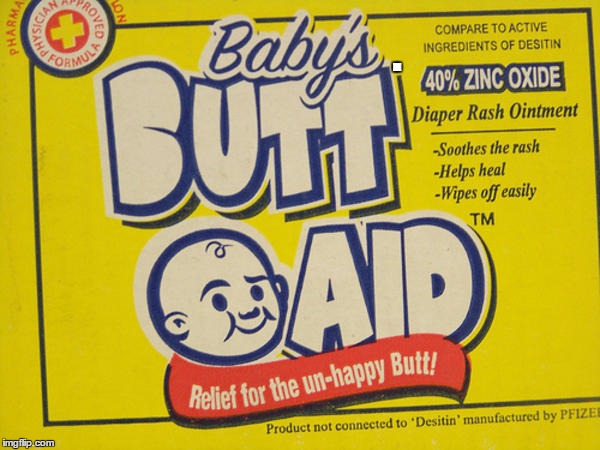 PHARMA
PHYSICIAN APPROVED
FORMULA
Baby's
BUTT
AID
TM
Relief for the un-happy Butt!
COMPARE TO ACTIVE
INGREDIENTS OF DESITIN
40% ZINC OXIDE
Diaper Rash Ointment
-Soothes the rash
-Helps heal
-Wipes off easily
Product not connected to 'Desitin' manufactured by PFIZE
imgflip.com